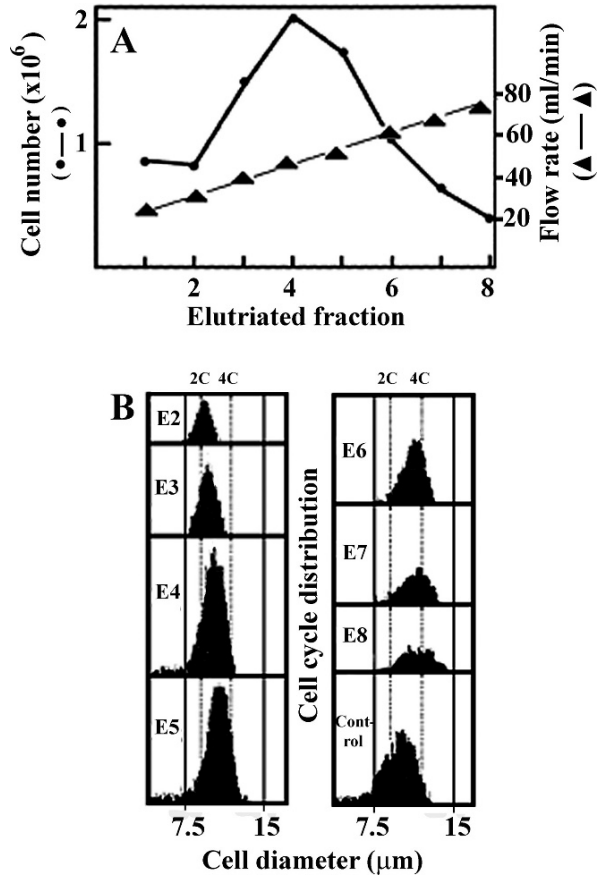 A
2
1
Cell number (x10⁶)
(●—●)
80
60
40
20
Flow rate (ml/min)
(▲—▲)
2 4 6 8
Elutriated fraction
B
2C 4C
E2
E3
E4
E5
7.5 15
Cell cycle distribution
2C 4C
E6
E7
E8
Cont-
rol
7.5 15
Cell diameter (μm)